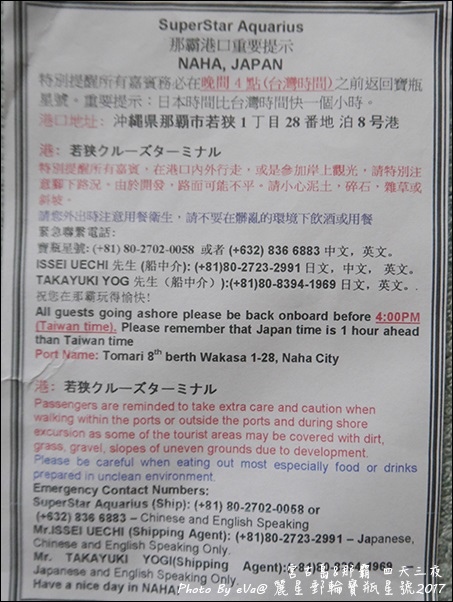 SuperStar Aquarius
那霸港口重要提示
NAHA, JAPAN
特別提醒所有嘉賓務必在晚間4點(台灣時間)之前返回寶瓶
星號。重要提示：日本時間比台灣時間快一個小時。
港口地址： 沖縄県那覇市若狭1丁目28番地 泊8号港
港：若狭クルーズターミナル
特別提醒所有嘉賓，在港口內外行走，或是參加岸上觀光，請特別注
意腳下路況。由於開發，路面可能不平。請小心泥土，碎石，雜草或
斜坡。
請您外出時注意用餐衛生，請不要在髒亂的環境下飲酒或用餐
緊急聯繫電話:
寶瓶星號: (+81) 80-2702-0058 或者 (+632) 836 6883 中文，英文。
ISSEI UECHI 先生 (船中介): (+81)80-2723-2991 日文，中文， 英文。
TAKAYUKI YOG 先生（船中介）:(+81)80-8394-1969 日文，英文。.
祝您在那霸玩得愉快!
All guests going ashore please be back onboard before 4:00PM
(Taiwan time). Please remember that Japan time is 1 hour ahead
than Taiwan time
Port Name: Tomari 8th berth Wakasa 1-28, Naha City
港：若狭クルーズターミナル
Passengers are reminded to take extra care and caution when
walking within the ports or outside the ports and during shore
excursion as some of the tourist areas may be covered with dirt,
grass, gravel, slopes of uneven grounds due to development.
Please be careful when eating out most especially food or drinks
prepared in unclean environment.
Emergency Contact Numbers:
SuperStar Aquarius (Ship): (+81) 80-2702-0058 or
(+632) 836 6883 – Chinese and English Speaking
Mr.ISSEI UECHI (Shipping Agent): (+81)80-2723-2991 – Japanese,
Chinese and English Speaking Only.
Mr. TAKAYUKI YOGI(Shipping Agent):(+81)80-8394-1969
Japanese and English Speaking Only.
Have a nice day in NAHA!
宮古島&那霸 四天三夜
Photo By eVa@ 麗星郵輪寶瓶星號2017